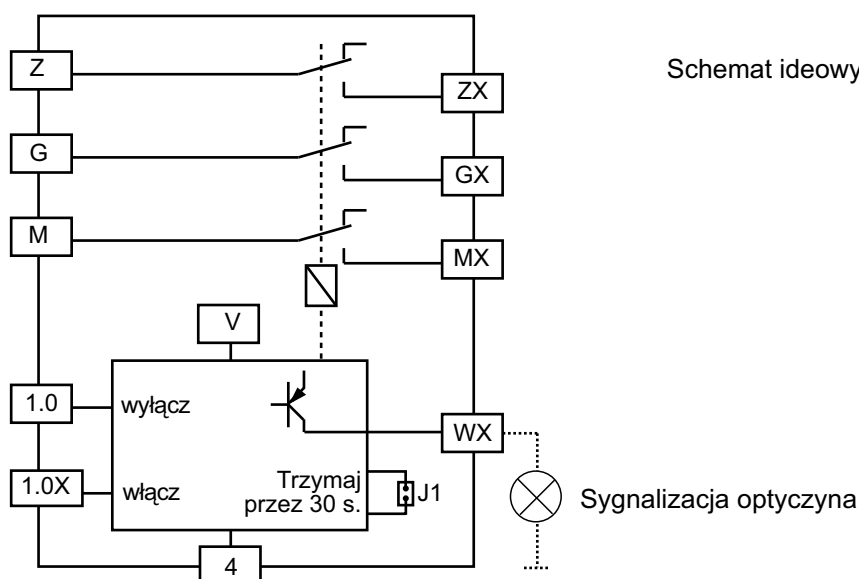 Z
Schemat ideowy
ZX
G
GX
M
MX
V
1.0
wyłącz
WX
1.0X
włącz
Trzymaj
przez 30 s.
J1
Sygnalizacja optyczyna
4